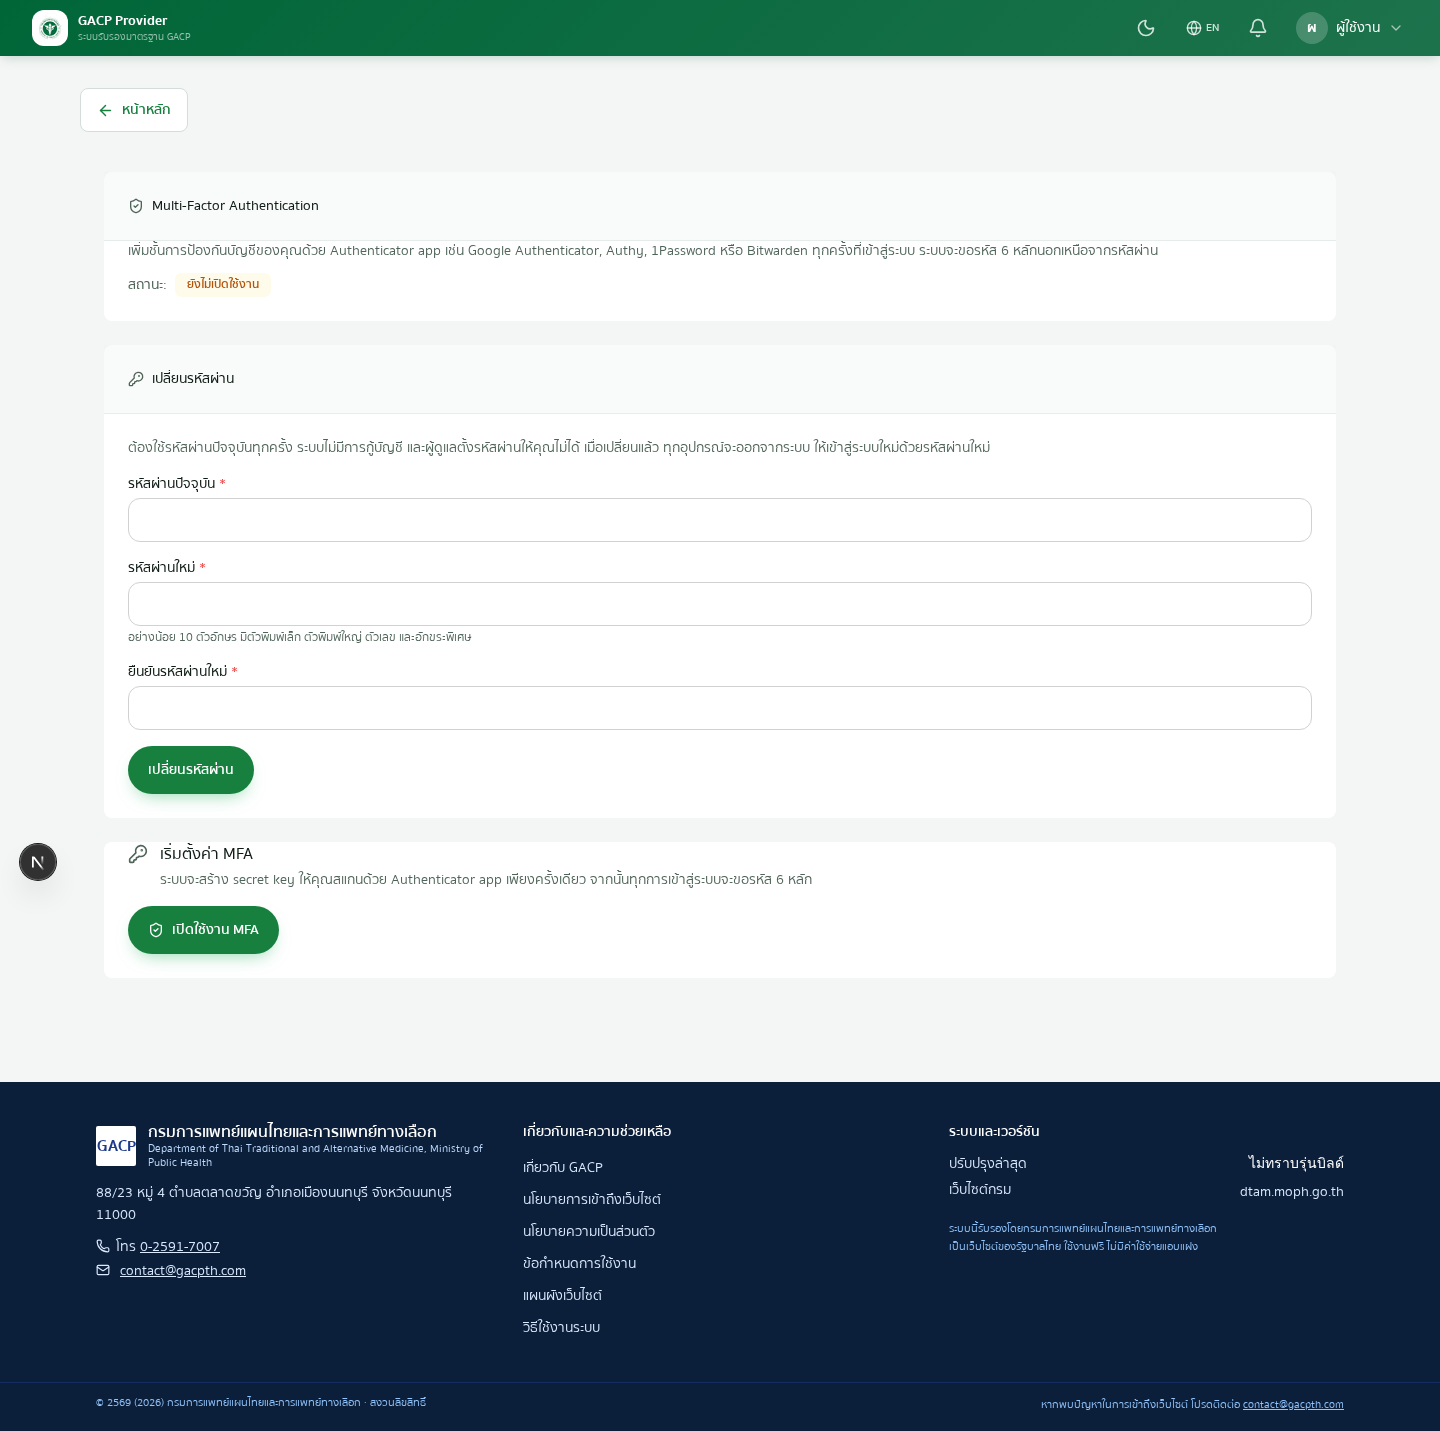 GACP Provider
ระบบรับรองมาตรฐาน GACP
EN
ผ
ผู้ใช้งาน
หน้าหลัก
Multi-Factor Authentication
เพิ่มชั้นการป้องกันบัญชีของคุณด้วย Authenticator app เช่น Google Authenticator, Authy, 1Password หรือ Bitwarden ทุกครั้งที่เข้าสู่ระบบ ระบบจะขอรหัส 6 หลักนอกเหนือจากรหัสผ่าน
สถานะ: ยังไม่เปิดใช้งาน
เปลี่ยนรหัสผ่าน
ต้องใช้รหัสผ่านปัจจุบันทุกครั้ง ระบบไม่มีการกู้บัญชี และผู้ดูแลตั้งรหัสผ่านให้คุณไม่ได้ เมื่อเปลี่ยนแล้ว ทุกอุปกรณ์จะออกจากระบบ ให้เข้าสู่ระบบใหม่ด้วยรหัสผ่านใหม่
รหัสผ่านปัจจุบัน *
รหัสผ่านใหม่ *
อย่างน้อย 10 ตัวอักษร มีตัวพิมพ์เล็ก ตัวพิมพ์ใหญ่ ตัวเลข และอักขระพิเศษ
ยืนยันรหัสผ่านใหม่ *
เปลี่ยนรหัสผ่าน
เริ่มตั้งค่า MFA
ระบบจะสร้าง secret key ให้คุณสแกนด้วย Authenticator app เพียงครั้งเดียว จากนั้นทุกการเข้าสู่ระบบจะขอรหัส 6 หลัก
เปิดใช้งาน MFA
N
GACP
กรมการแพทย์แผนไทยและการแพทย์ทางเลือก
Department of Thai Traditional and Alternative Medicine, Ministry of
Public Health
88/23 หมู่ 4 ตำบลตลาดขวัญ อำเภอเมืองนนทบุรี จังหวัดนนทบุรี
11000
โทร 0-2591-7007
contact@gacpth.com
เกี่ยวกับและความช่วยเหลือ
เกี่ยวกับ GACP
นโยบายการเข้าถึงเว็บไซต์
นโยบายความเป็นส่วนตัว
ข้อกำหนดการใช้งาน
แผนผังเว็บไซต์
วิธีใช้งานระบบ
ระบบและเวอร์ชัน
ปรับปรุงล่าสุด ไม่ทราบรุ่นบิลด์
เว็บไซต์กรม dtam.moph.go.th
ระบบนี้รับรองโดยกรมการแพทย์แผนไทยและการแพทย์ทางเลือก
เป็นเว็บไซต์ของรัฐบาลไทย ใช้งานฟรี ไม่มีค่าใช้จ่ายแอบแฝง
© 2569 (2026) กรมการแพทย์แผนไทยและการแพทย์ทางเลือก · สงวนลิขสิทธิ์
หากพบปัญหาในการเข้าถึงเว็บไซต์ โปรดติดต่อ contact@gacpth.com